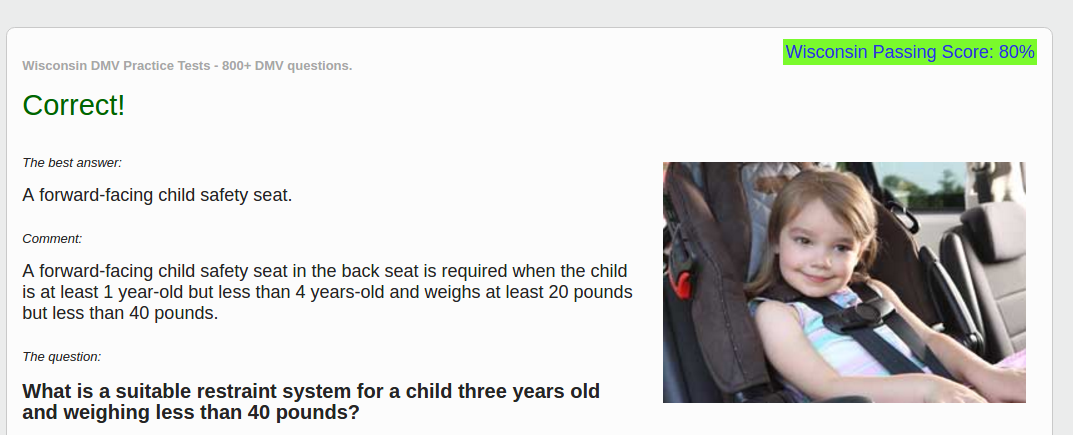 Wisconsin Passing Score: 80%
Wisconsin DMV Practice Tests - 800+ DMV questions.
Correct!
The best answer:
A forward-facing child safety seat.
Comment:
A forward-facing child safety seat in the back seat is required when the child
is at least 1 year-old but less than 4 years-old and weighs at least 20 pounds
but less than 40 pounds.
The question:
What is a suitable restraint system for a child three years old
and weighing less than 40 pounds?